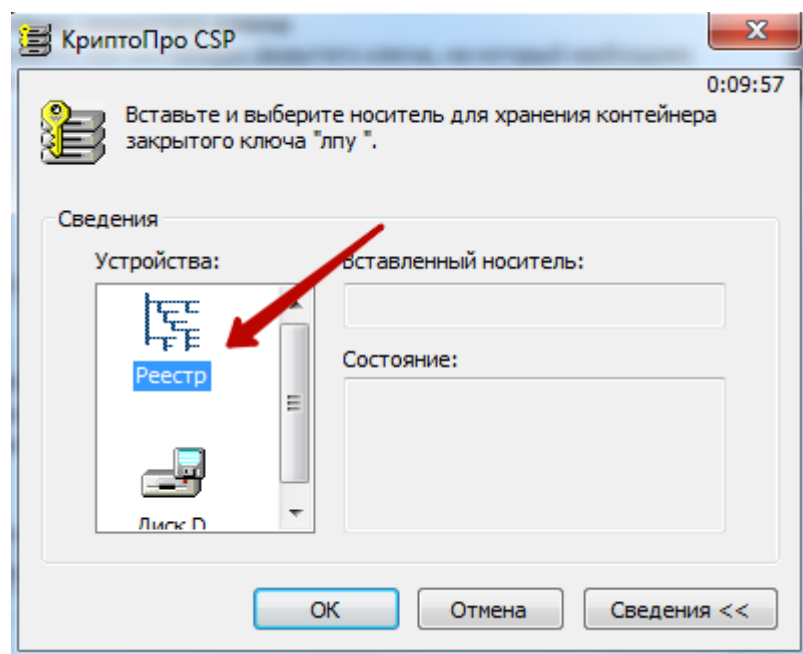 КриптоПро CSP
0:09:57
Вставьте и выберите носитель для хранения контейнера
закрытого ключа "лпу ".
Сведения
Устройства:
Вставленный носитель:
Реестр
Состояние:
Диск D
ОК
Отмена
Сведения <<